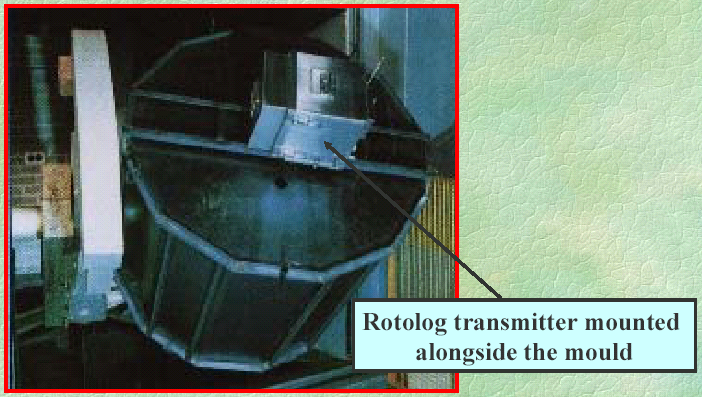 Rotolog transmitter mounted
alongside the mould